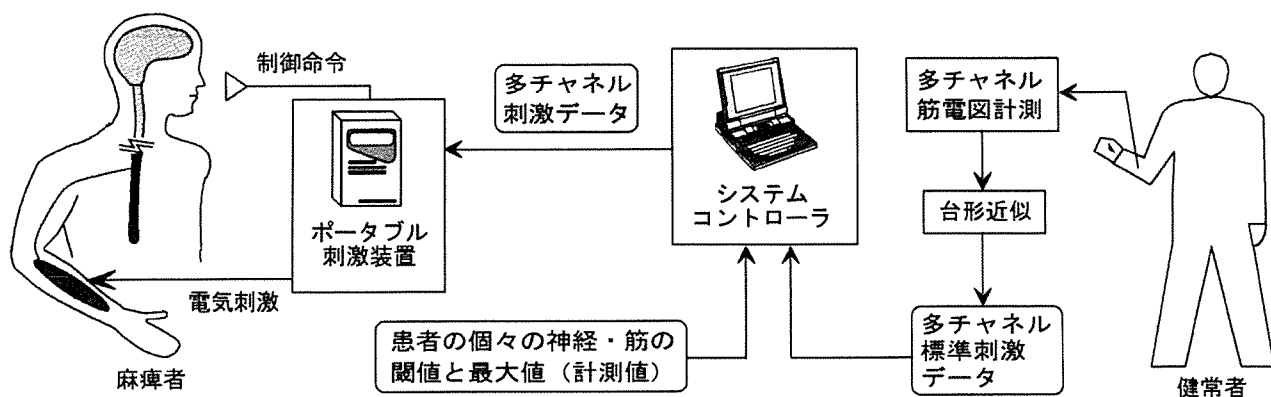 制御命令
多チャネル
刺激データ
ポータブル
刺激装置
電気刺激
麻痺者
システム
コントローラ
患者の個々の神経・筋の
閾値と最大値（計測値）
多チャネル
筋電図計測
台形近似
多チャネル
標準刺激
データ
健常者